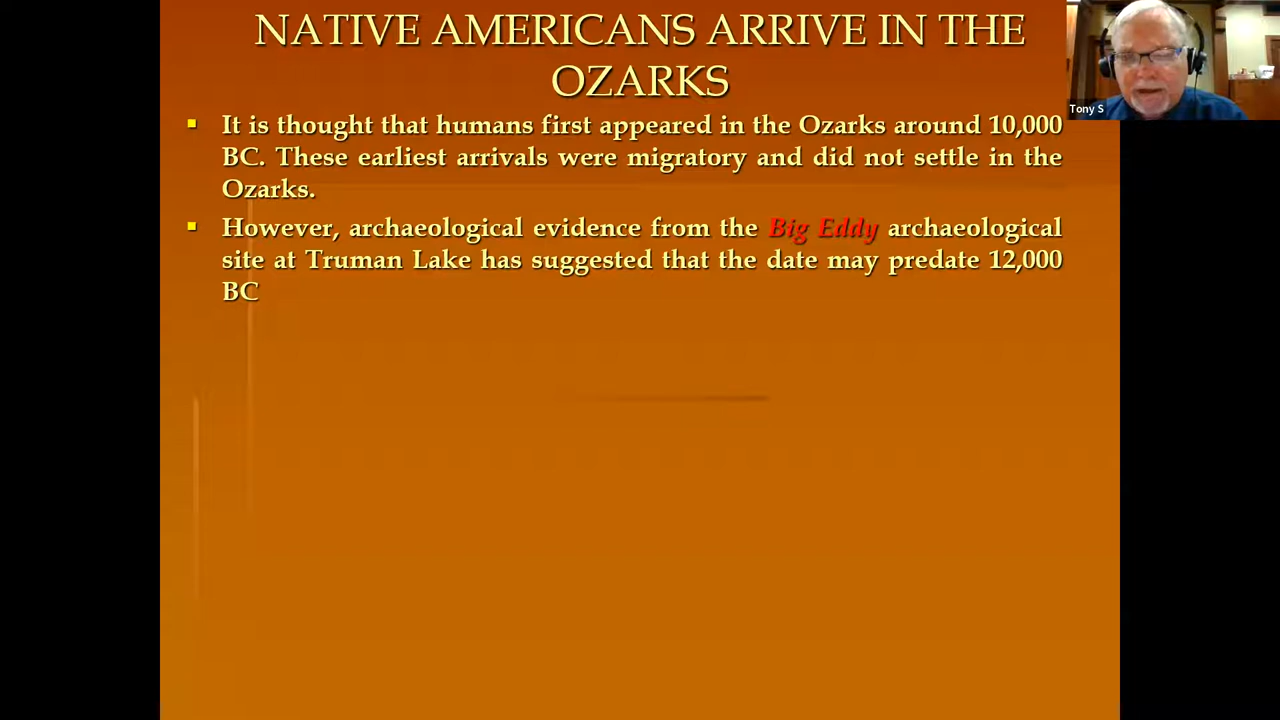 NATIVE AMERICANS ARRIVE IN THE
OZARKS
▪ It is thought that humans first appeared in the Ozarks around 10,000
BC. These earliest arrivals were migratory and did not settle in the
Ozarks.
▪ However, archaeological evidence from the Big Eddy archaeological
site at Truman Lake has suggested that the date may predate 12,000
BC
Tony S